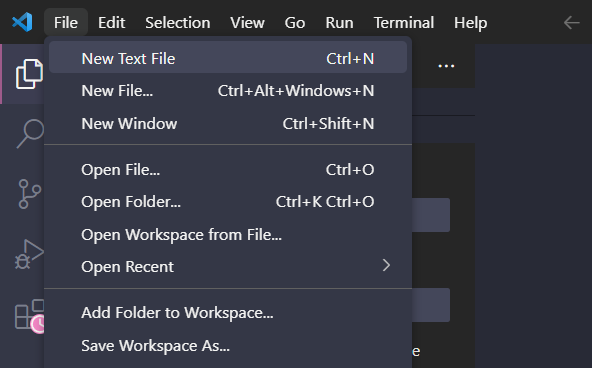 File Edit Selection View Go Run Terminal Help
New Text File Ctrl+N
New File... Ctrl+Alt+Windows+N
New Window Ctrl+Shift+N
Open File... Ctrl+O
Open Folder... Ctrl+K Ctrl+O
Open Workspace from File...
Open Recent
Add Folder to Workspace...
Save Workspace As...
e